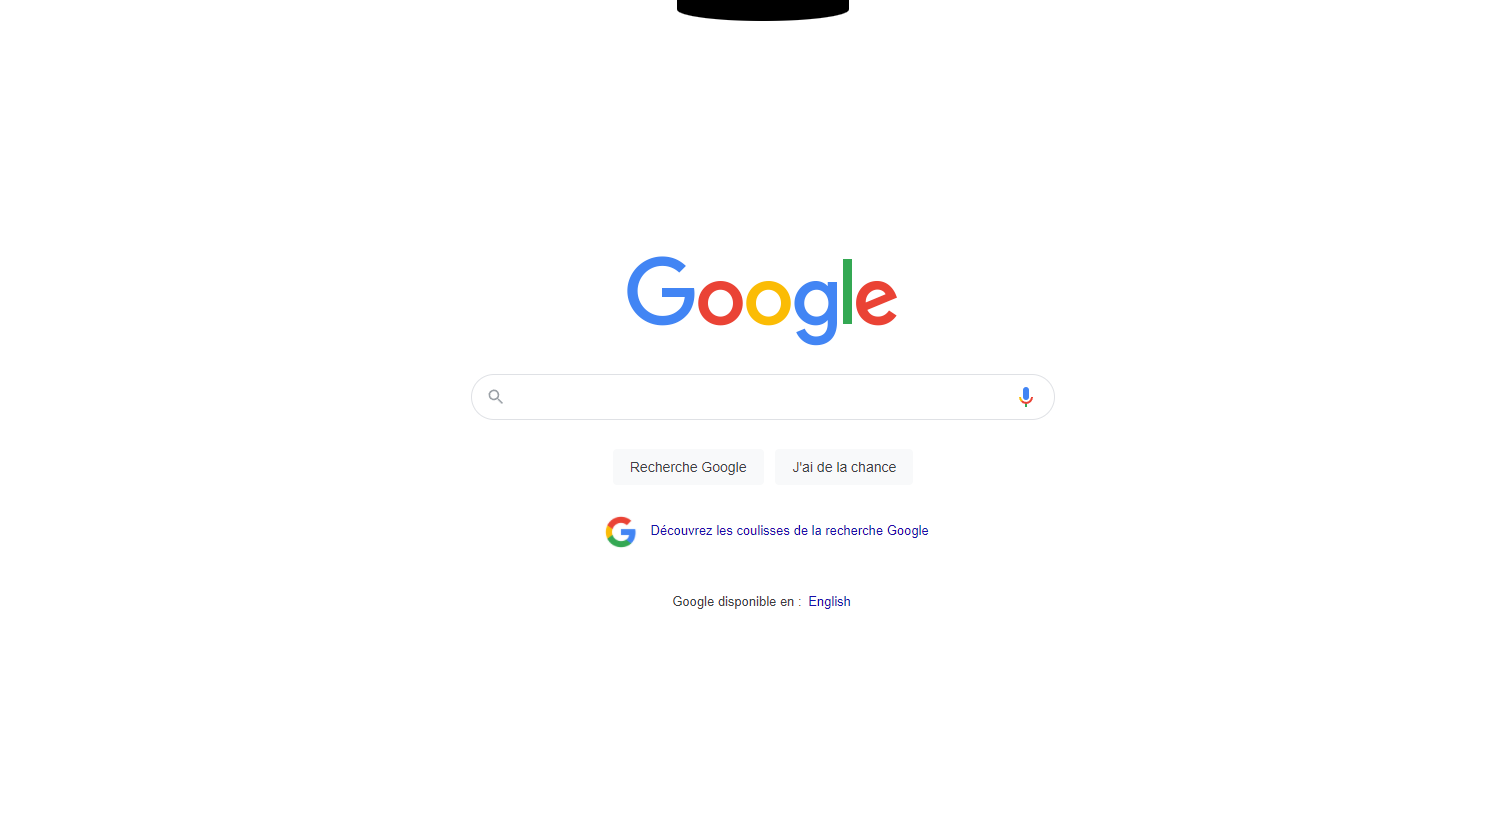 Google
Recherche Google
J'ai de la chance
Découvrez les coulisses de la recherche Google
Google disponible en : English